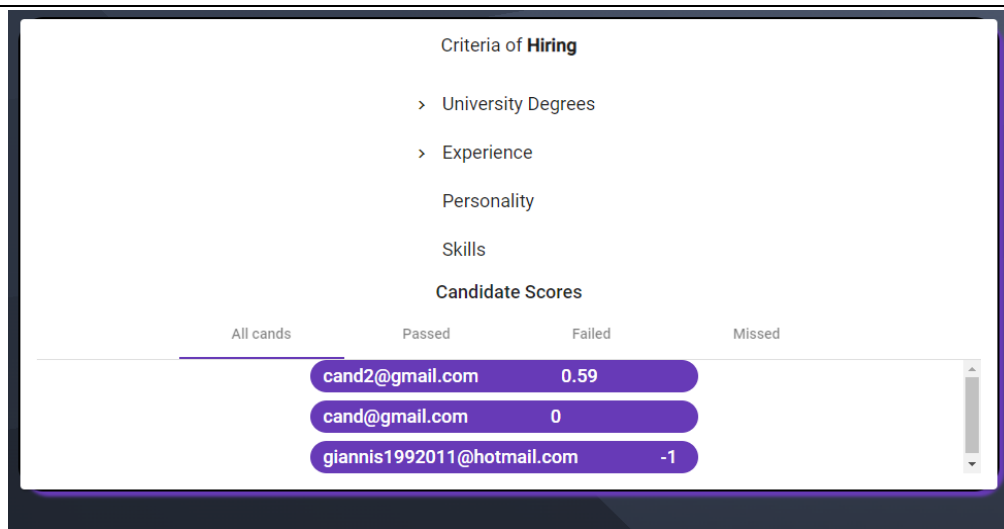 Criteria of Hiring
University Degrees
Experience
Personality
Skills
Candidate Scores
All cands Passed Failed Missed
cand2@gmail.com 0.59
cand@gmail.com 0
giannis1992011@hotmail.com -1